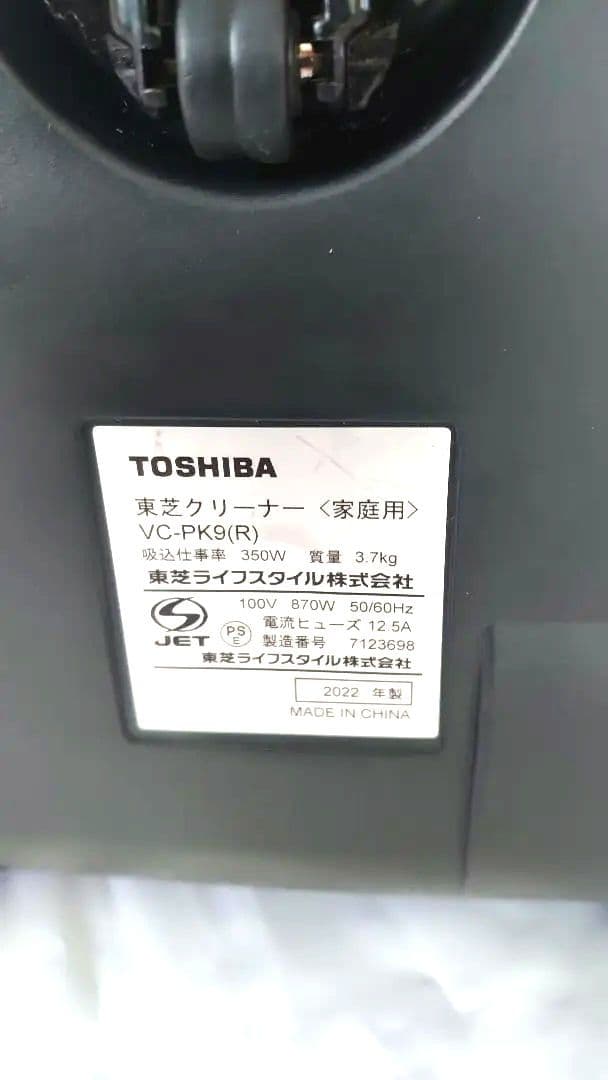 TOSHIBA
東芝クリーナー〈家庭用〉
VC-PK9(R)
吸込仕事率 350W 質量 3.7kg
東芝ライフスタイル株式会社
100V 870W 50/60Hz
電流ヒューズ 12.5A
JET PS E 製造番号 7123698
東芝ライフスタイル株式会社
2022 年製
MADE IN CHINA